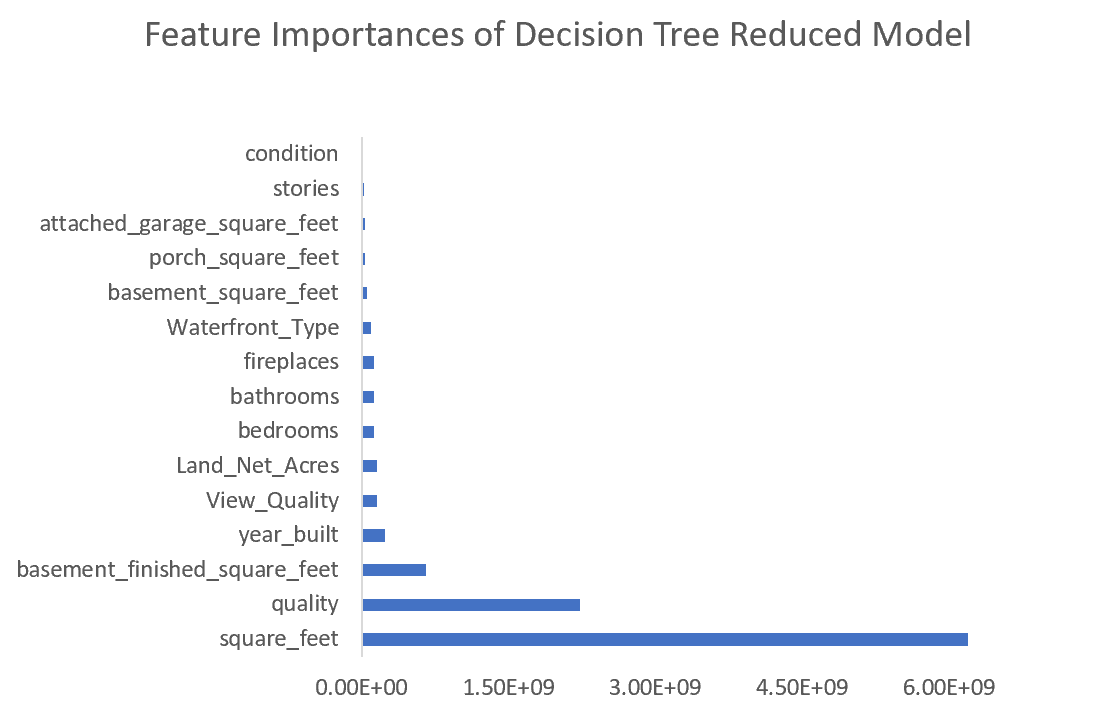 Feature Importances of Decision Tree Reduced Model
condition
stories
attached_garage_square_feet
porch_square_feet
basement_square_feet
Waterfront_Type
fireplaces
bathrooms
bedrooms
Land_Net_Acres
View_Quality
year_built
basement_finished_square_feet
quality
square_feet
0.00E+00 1.50E+09 3.00E+09 4.50E+09 6.00E+09